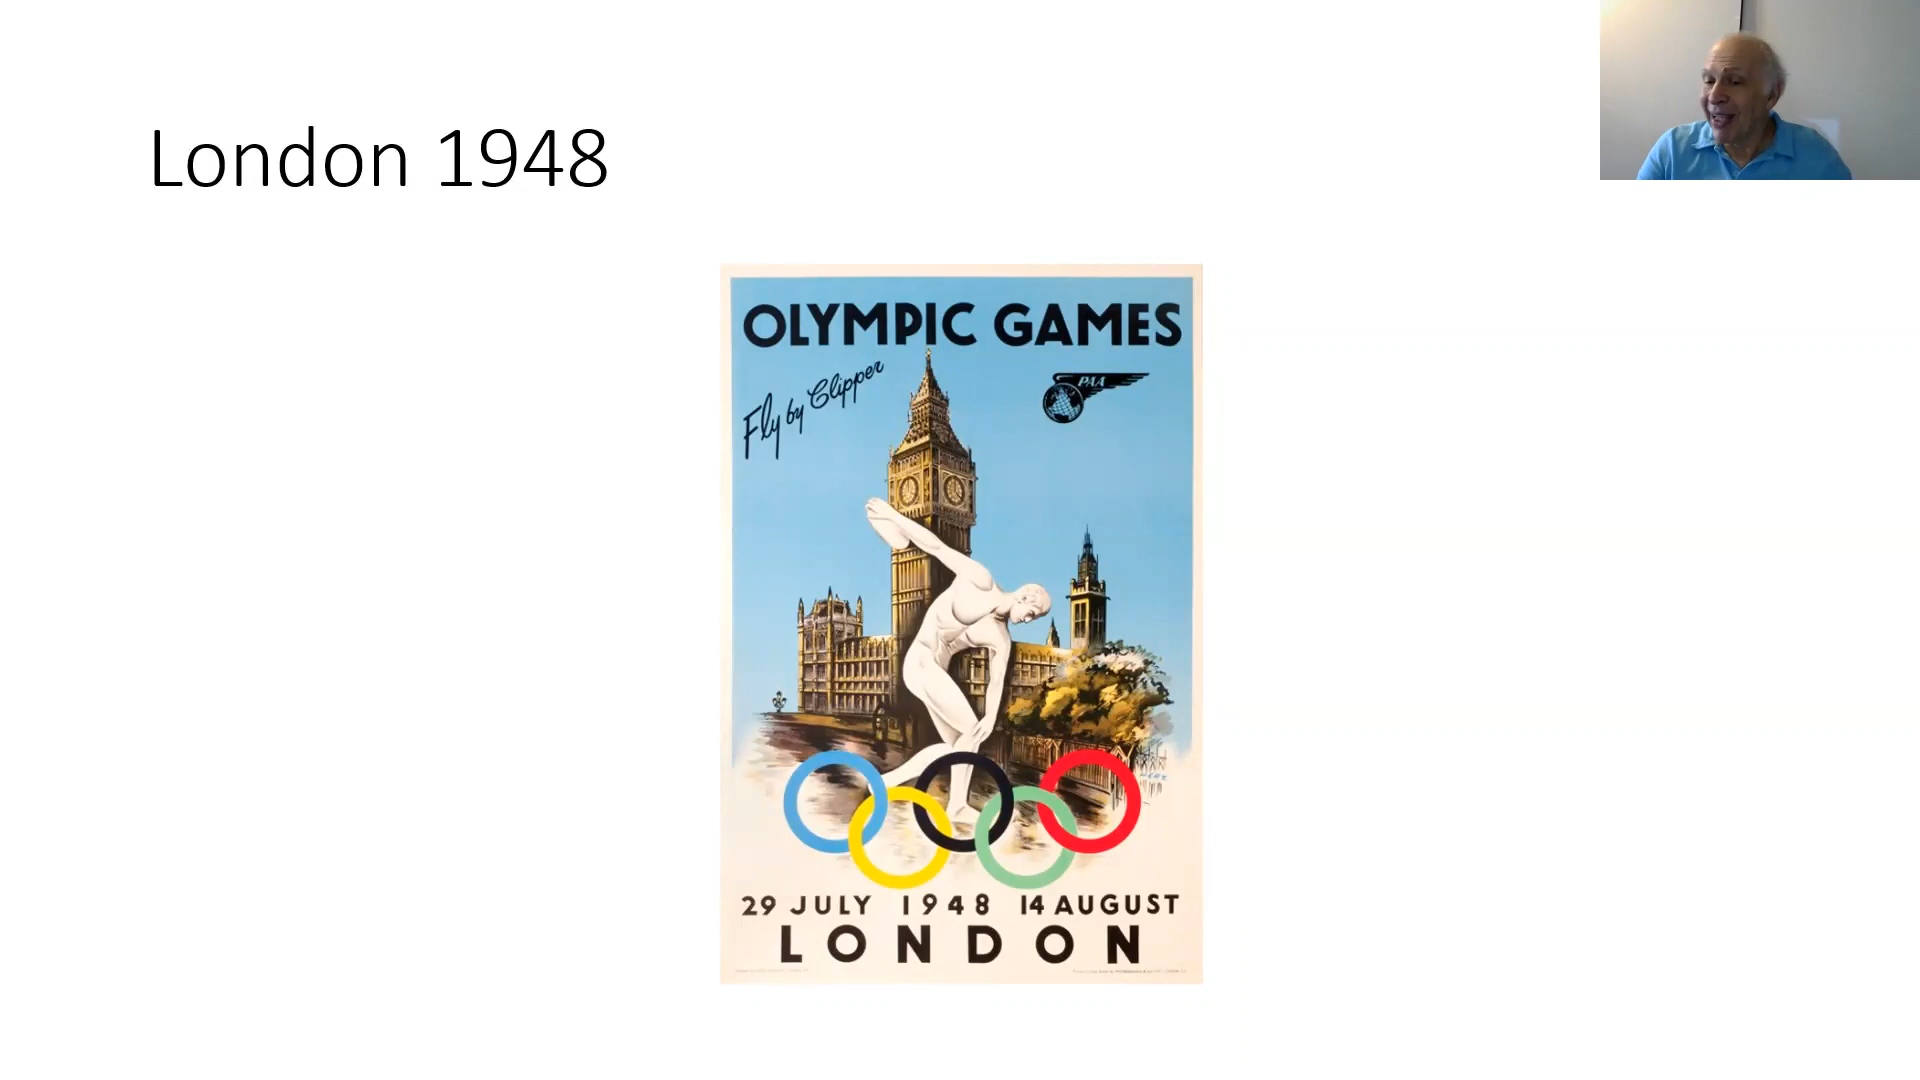 London 1948
OLYMPIC GAMES
Fly by Clipper
PAA
29 JULY 1948 14 AUGUST
LONDON